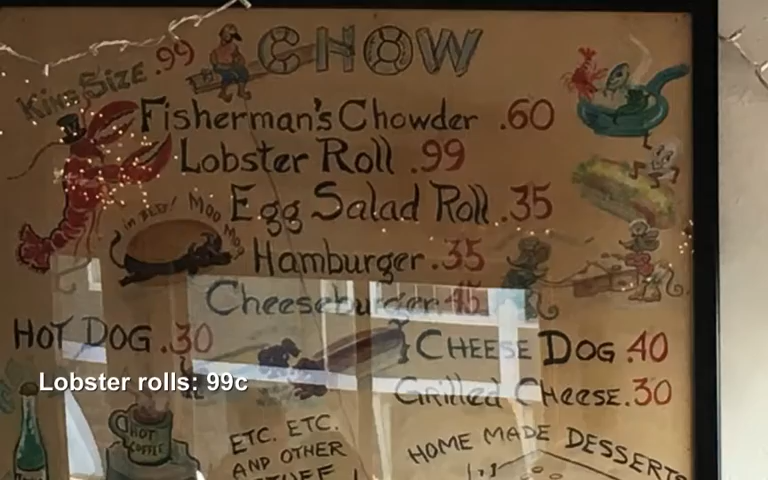 CHOW
King Size .99
Fisherman's Chowder .60
Lobster Roll .99
Egg Salad Roll .35
in BED! Moo Moo
Hamburger .35
Cheeseburger .45
HOT DOG .30
CHEESE DOG .40
Lobster rolls: 99c
Grilled Cheese .30
HOT COFFEE
ETC. ETC.
AND OTHER
STUFF!
HOME MADE DESSERTS